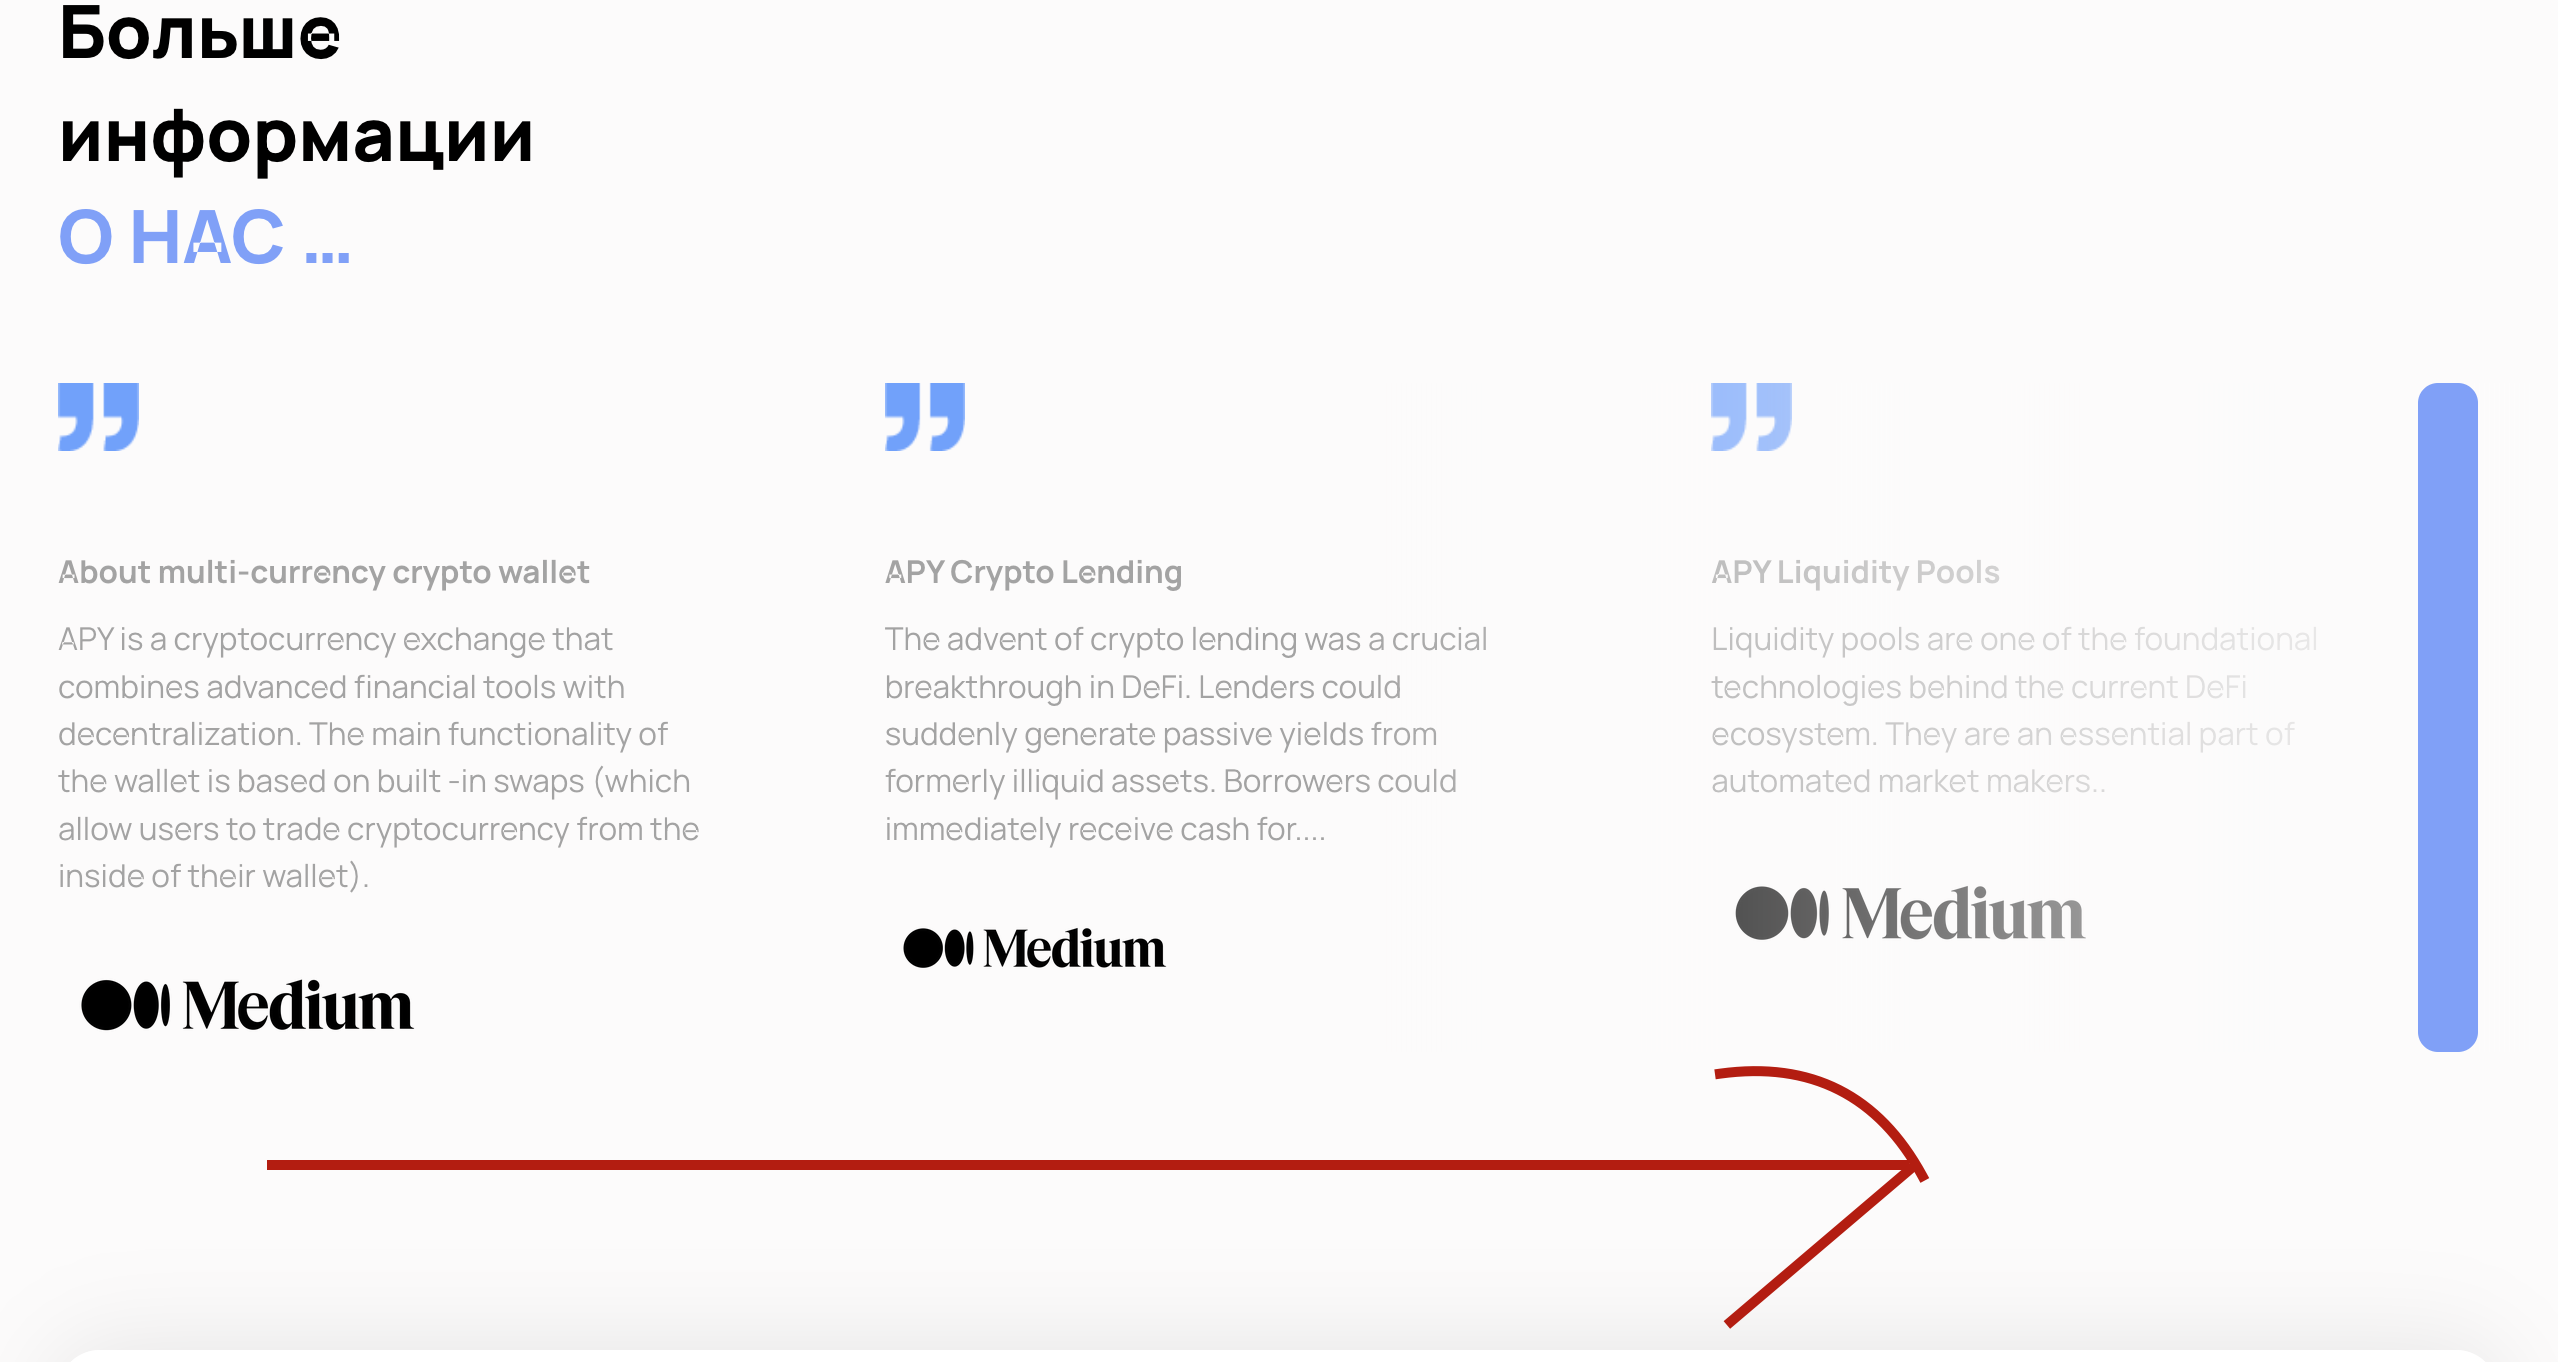 Больше
информации
О НАС ...
About multi-currency crypto wallet
APY is a cryptocurrency exchange that
combines advanced financial tools with
decentralization. The main functionality of
the wallet is based on built -in swaps (which
allow users to trade cryptocurrency from the
inside of their wallet).
Medium
APY Crypto Lending
The advent of crypto lending was a crucial
breakthrough in DeFi. Lenders could
suddenly generate passive yields from
formerly illiquid assets. Borrowers could
immediately receive cash for....
Medium
APY Liquidity Pools
Liquidity pools are one of the foundational
technologies behind the current DeFi
ecosystem. They are an essential part of
automated market makers..
Medium